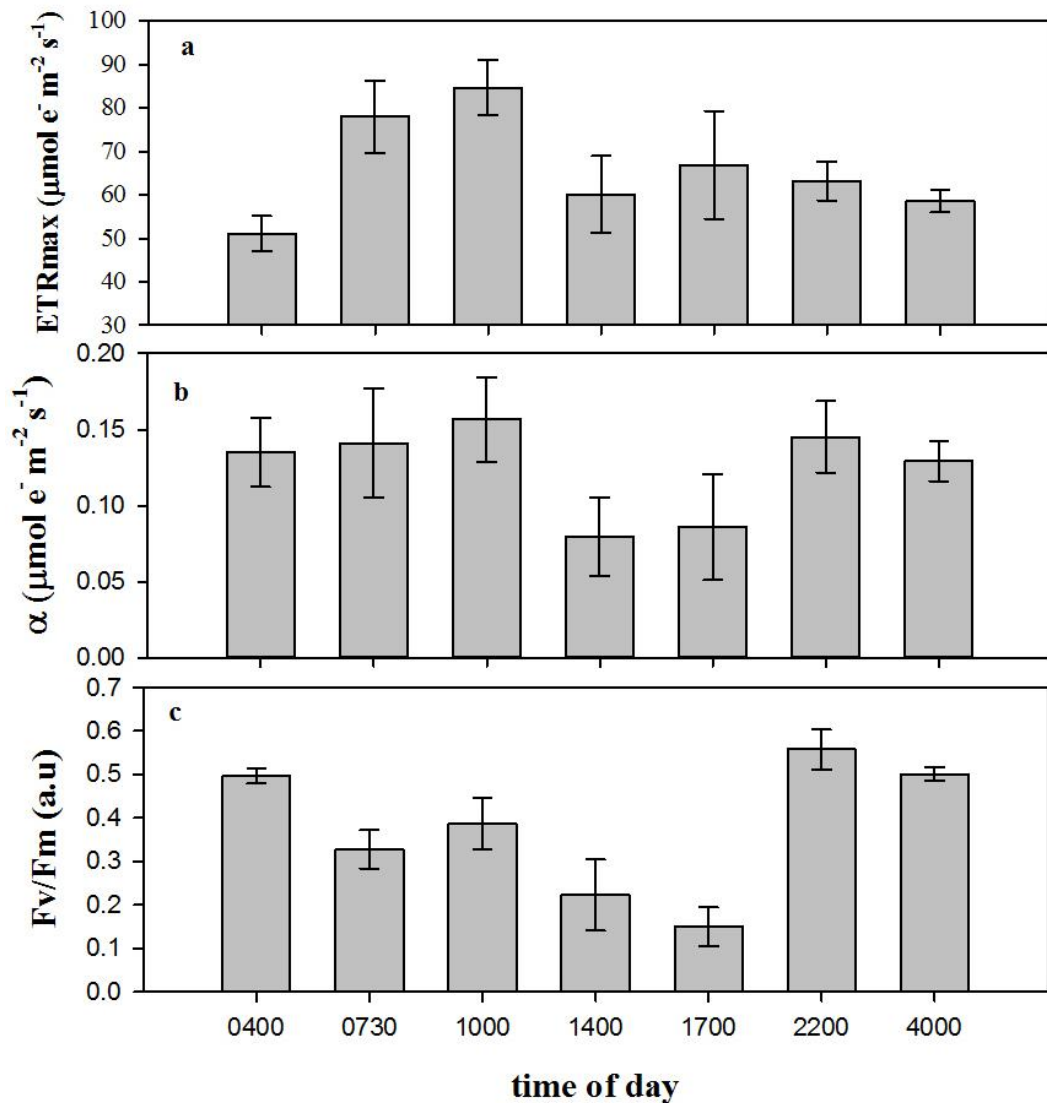 a
ETRmax (µmol e⁻ m⁻² s⁻¹)
100
90
80
70
60
50
40
30
b
α (µmol e⁻ m⁻² s⁻¹)
0.20
0.15
0.10
0.05
0.00
c
Fv/Fm (a.u)
0.7
0.6
0.5
0.4
0.3
0.2
0.1
0.0
0400 0730 1000 1400 1700 2200 4000
time of day